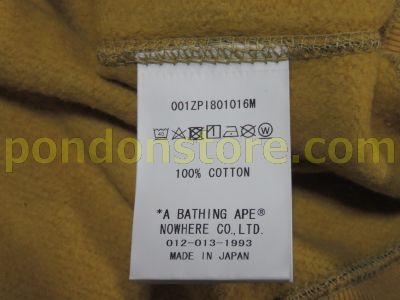 001ZPI801016M
pondonstore.com
100% COTTON
*A BATHING APE®
NOWHERE CO.,LTD.
012-013-1993
MADE IN JAPAN